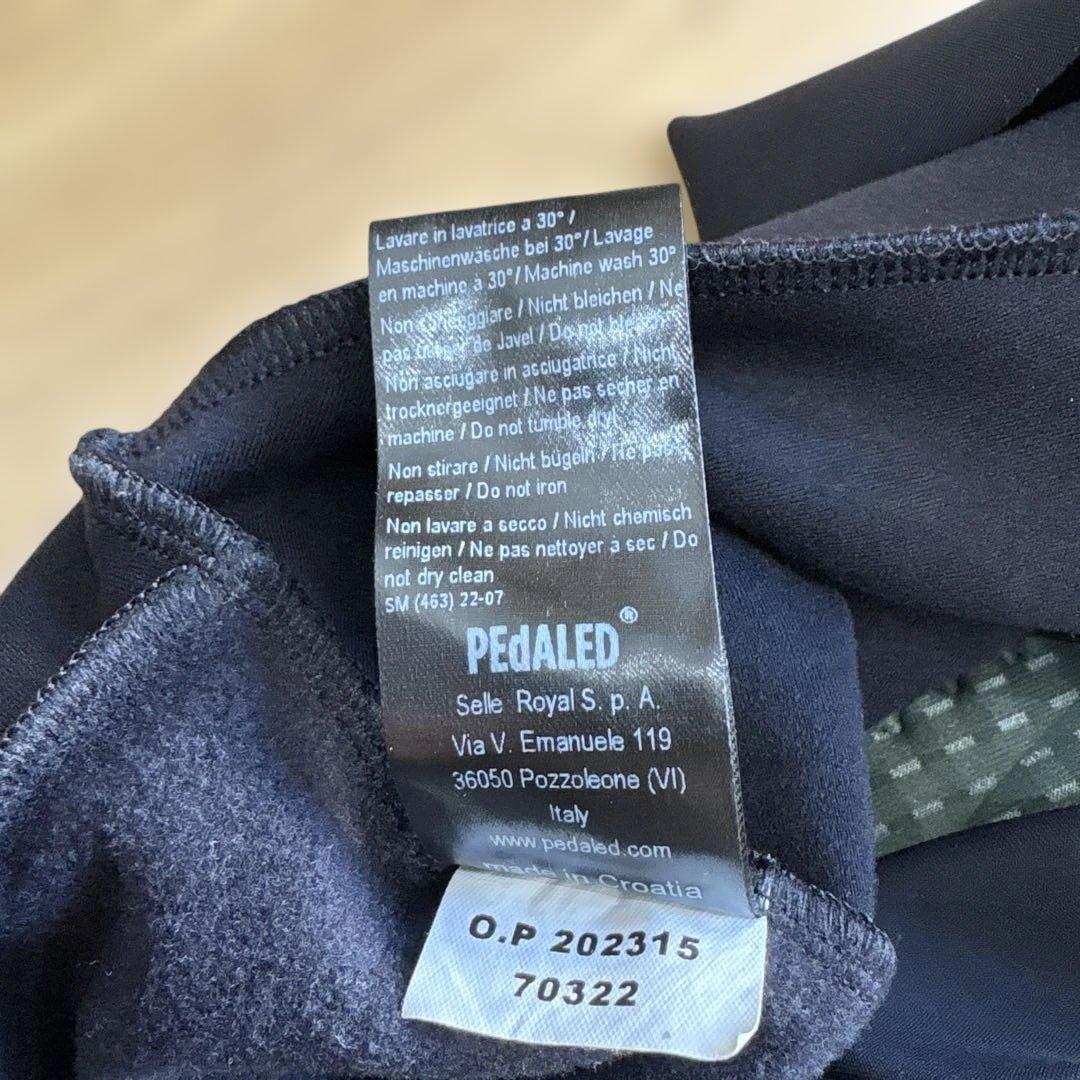 Lavare in lavatrice a 30°/
Maschinenwäsche bei 30°/Lavage
en machine à 30°/Machine wash 30°
Non / Nicht bleichen / Ne
pas de Javel / Do not
Non asciugare in asciugatrice / Nicht
trocknergeeignet / Ne pas sécher en
machine / Do not tumble dry
Non stirare / Nicht bügeln / Ne pas
repasser / Do not iron
Non lavare a secco / Nicht chemisch
reinigen / Ne pas nettoyer à sec / Do
not dry clean
SM (463) 22-07
PEdALED®
Selle Royal S. p. A.
Via V. Emanuele 119
36050 Pozzoleone (VI)
Italy
www.pedaled.com
made in Croatia
O.P 202315
70322